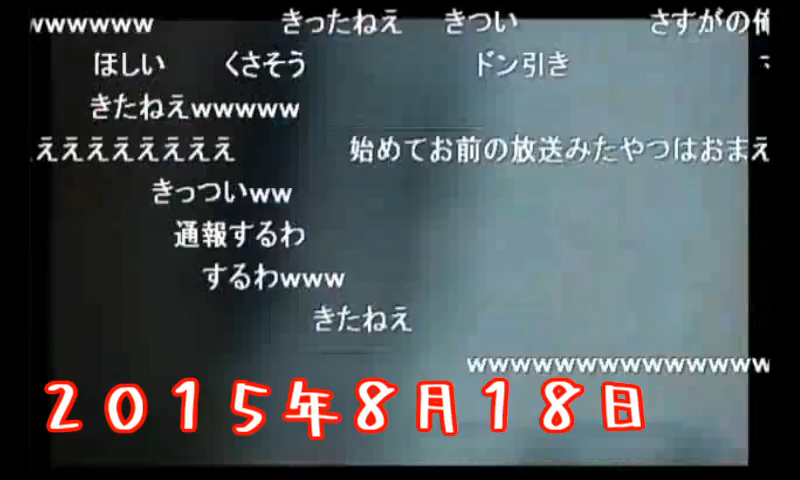 wwwwwww きったねえ きつい さすがの俺
ほしい くさそう ドン引き
きたねえwwwww
ええええええええ 始めてお前の放送みたやつはおまえ
きっついww
通報するわ
するわwww
きたねえ
wwwwwwwwwwwwww
2015年8月18日